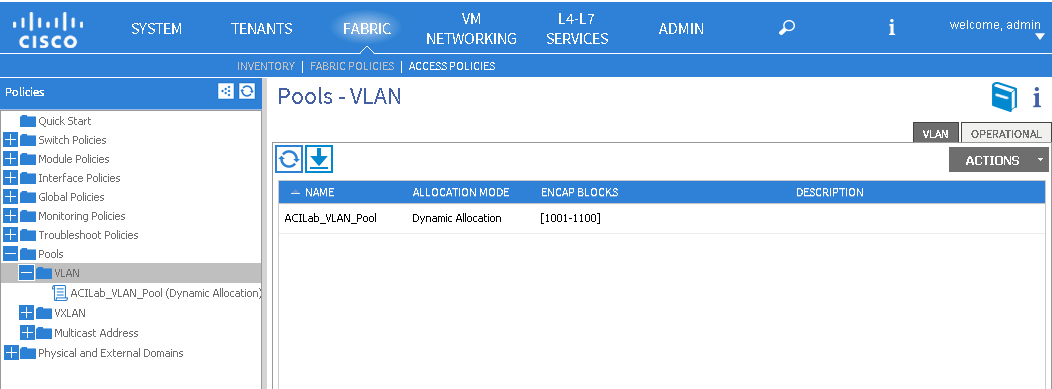 CISCO
SYSTEM
TENANTS
FABRIC
VM
NETWORKING
L4-L7
SERVICES
ADMIN
i
welcome, admin
INVENTORY | FABRIC POLICIES | ACCESS POLICIES
Policies
Quick Start
Switch Policies
Module Policies
Interface Policies
Global Policies
Monitoring Policies
Troubleshoot Policies
Pools
VLAN
ACILab_VLAN_Pool (Dynamic Allocation)
VXLAN
Multicast Address
Physical and External Domains
Pools - VLAN
i
VLAN
OPERATIONAL
ACTIONS
NAME ALLOCATION MODE ENCAP BLOCKS DESCRIPTION
ACILab_VLAN_Pool Dynamic Allocation [1001-1100]